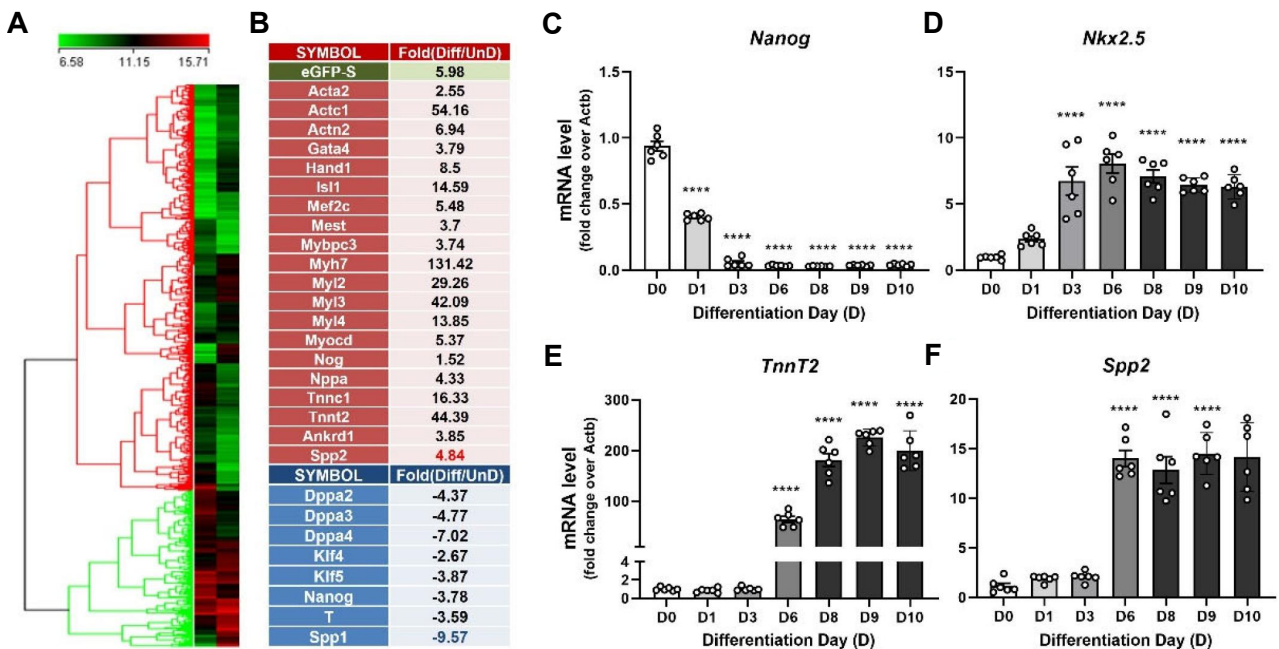 A
6.58 11.15 15.71
B
SYMBOL Fold(Diff/UnD)
eGFP-S 5.98
Acta2 2.55
Actc1 54.16
Actn2 6.94
Gata4 3.79
Hand1 8.5
Isl1 14.59
Mef2c 5.48
Mest 3.7
Mybpc3 3.74
Myh7 131.42
Myl2 29.26
Myl3 42.09
Myl4 13.85
Myocd 5.37
Nog 1.52
Nppa 4.33
Tnnc1 16.33
Tnnt2 44.39
Ankrd1 3.85
Spp2 4.84
SYMBOL Fold(Diff/UnD)
Dppa2 -4.37
Dppa3 -4.77
Dppa4 -7.02
Klf4 -2.67
Klf5 -3.87
Nanog -3.78
T -3.59
Spp1 -9.57
C
Nanog
mRNA level
(fold change over Actb)
1.5
1.0
0.5
0.0
**** **** **** **** **** ****
D0 D1 D3 D6 D8 D9 D10
Differentiation Day (D)
D
Nkx2.5
15
10
5
0
**** **** **** **** ****
D0 D1 D3 D6 D8 D9 D10
Differentiation Day (D)
E
TnnT2
mRNA level
(fold change over Actb)
300
200
100
4
2
0
**** **** **** ****
D0 D1 D3 D6 D8 D9 D10
Differentiation Day (D)
F
Spp2
20
15
10
5
0
**** **** ****
D0 D1 D3 D6 D8 D9 D10
Differentiation Day (D)